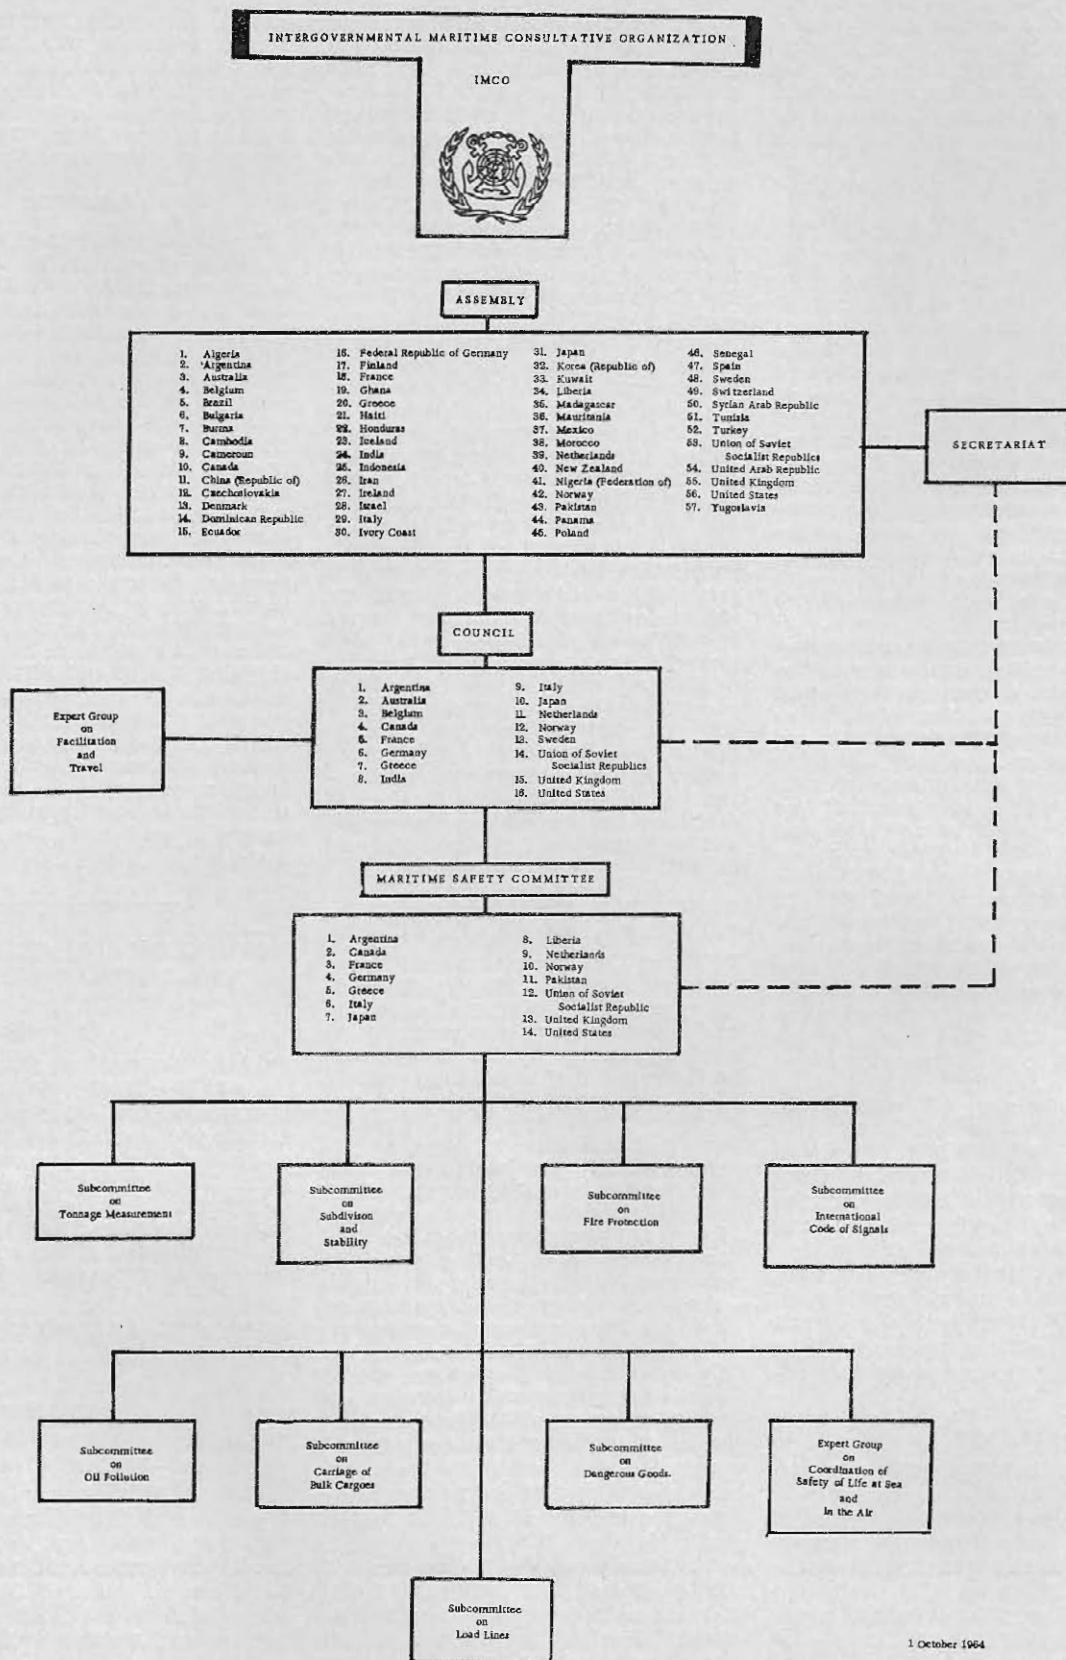 INTERGOVERNMENTAL MARITIME CONSULTATIVE ORGANIZATION
IMCO
ASSEMBLY
1. Algeria
2. Argentina
3. Australia
4. Belgium
5. Brazil
6. Bulgaria
7. Burma
8. Cambodia
9. Cameroun
10. Canada
11. China (Republic of)
12. Czechoslovakia
13. Denmark
14. Dominican Republic
15. Ecuador
16. Federal Republic of Germany
17. Finland
18. France
19. Ghana
20. Greece
21. Haiti
22. Honduras
23. Iceland
24. India
25. Indonesia
26. Iran
27. Ireland
28. Israel
29. Italy
30. Ivory Coast
31. Japan
32. Korea (Republic of)
33. Kuwait
34. Liberia
35. Madagascar
36. Mauritania
37. Mexico
38. Morocco
39. Netherlands
40. New Zealand
41. Nigeria (Federation of)
42. Norway
43. Pakistan
44. Panama
45. Poland
46. Senegal
47. Spain
48. Sweden
49. Switzerland
50. Syrian Arab Republic
51. Tunisia
52. Turkey
53. Union of Soviet
Socialist Republics
54. United Arab Republic
55. United Kingdom
56. United States
57. Yugoslavia
SECRETARIAT
COUNCIL
1. Argentina
2. Australia
3. Belgium
4. Canada
5. France
6. Germany
7. Greece
8. India
9. Italy
10. Japan
11. Netherlands
12. Norway
13. Sweden
14. Union of Soviet
Socialist Republics
15. United Kingdom
16. United States
Expert Group
on
Facilitation
and
Travel
MARITIME SAFETY COMMITTEE
1. Argentina
2. Canada
3. France
4. Germany
5. Greece
6. Italy
7. Japan
8. Liberia
9. Netherlands
10. Norway
11. Pakistan
12. Union of Soviet
Socialist Republic
13. United Kingdom
14. United States
Subcommittee
on
Tonnage Measurement
Subcommittee
on
Subdivison
and
Stability
Subcommittee
on
Fire Protection
Subcommittee
on
International
Code of Signals
Subcommittee
on
Oil Pollution
Subcommittee
on
Carriage of
Bulk Cargoes
Subcommittee
on
Dangerous Goods.
Expert Group
on
Coordination of
Safety of Life at Sea
and
In the Air
Subcommittee
on
Load Lines
1 October 1964